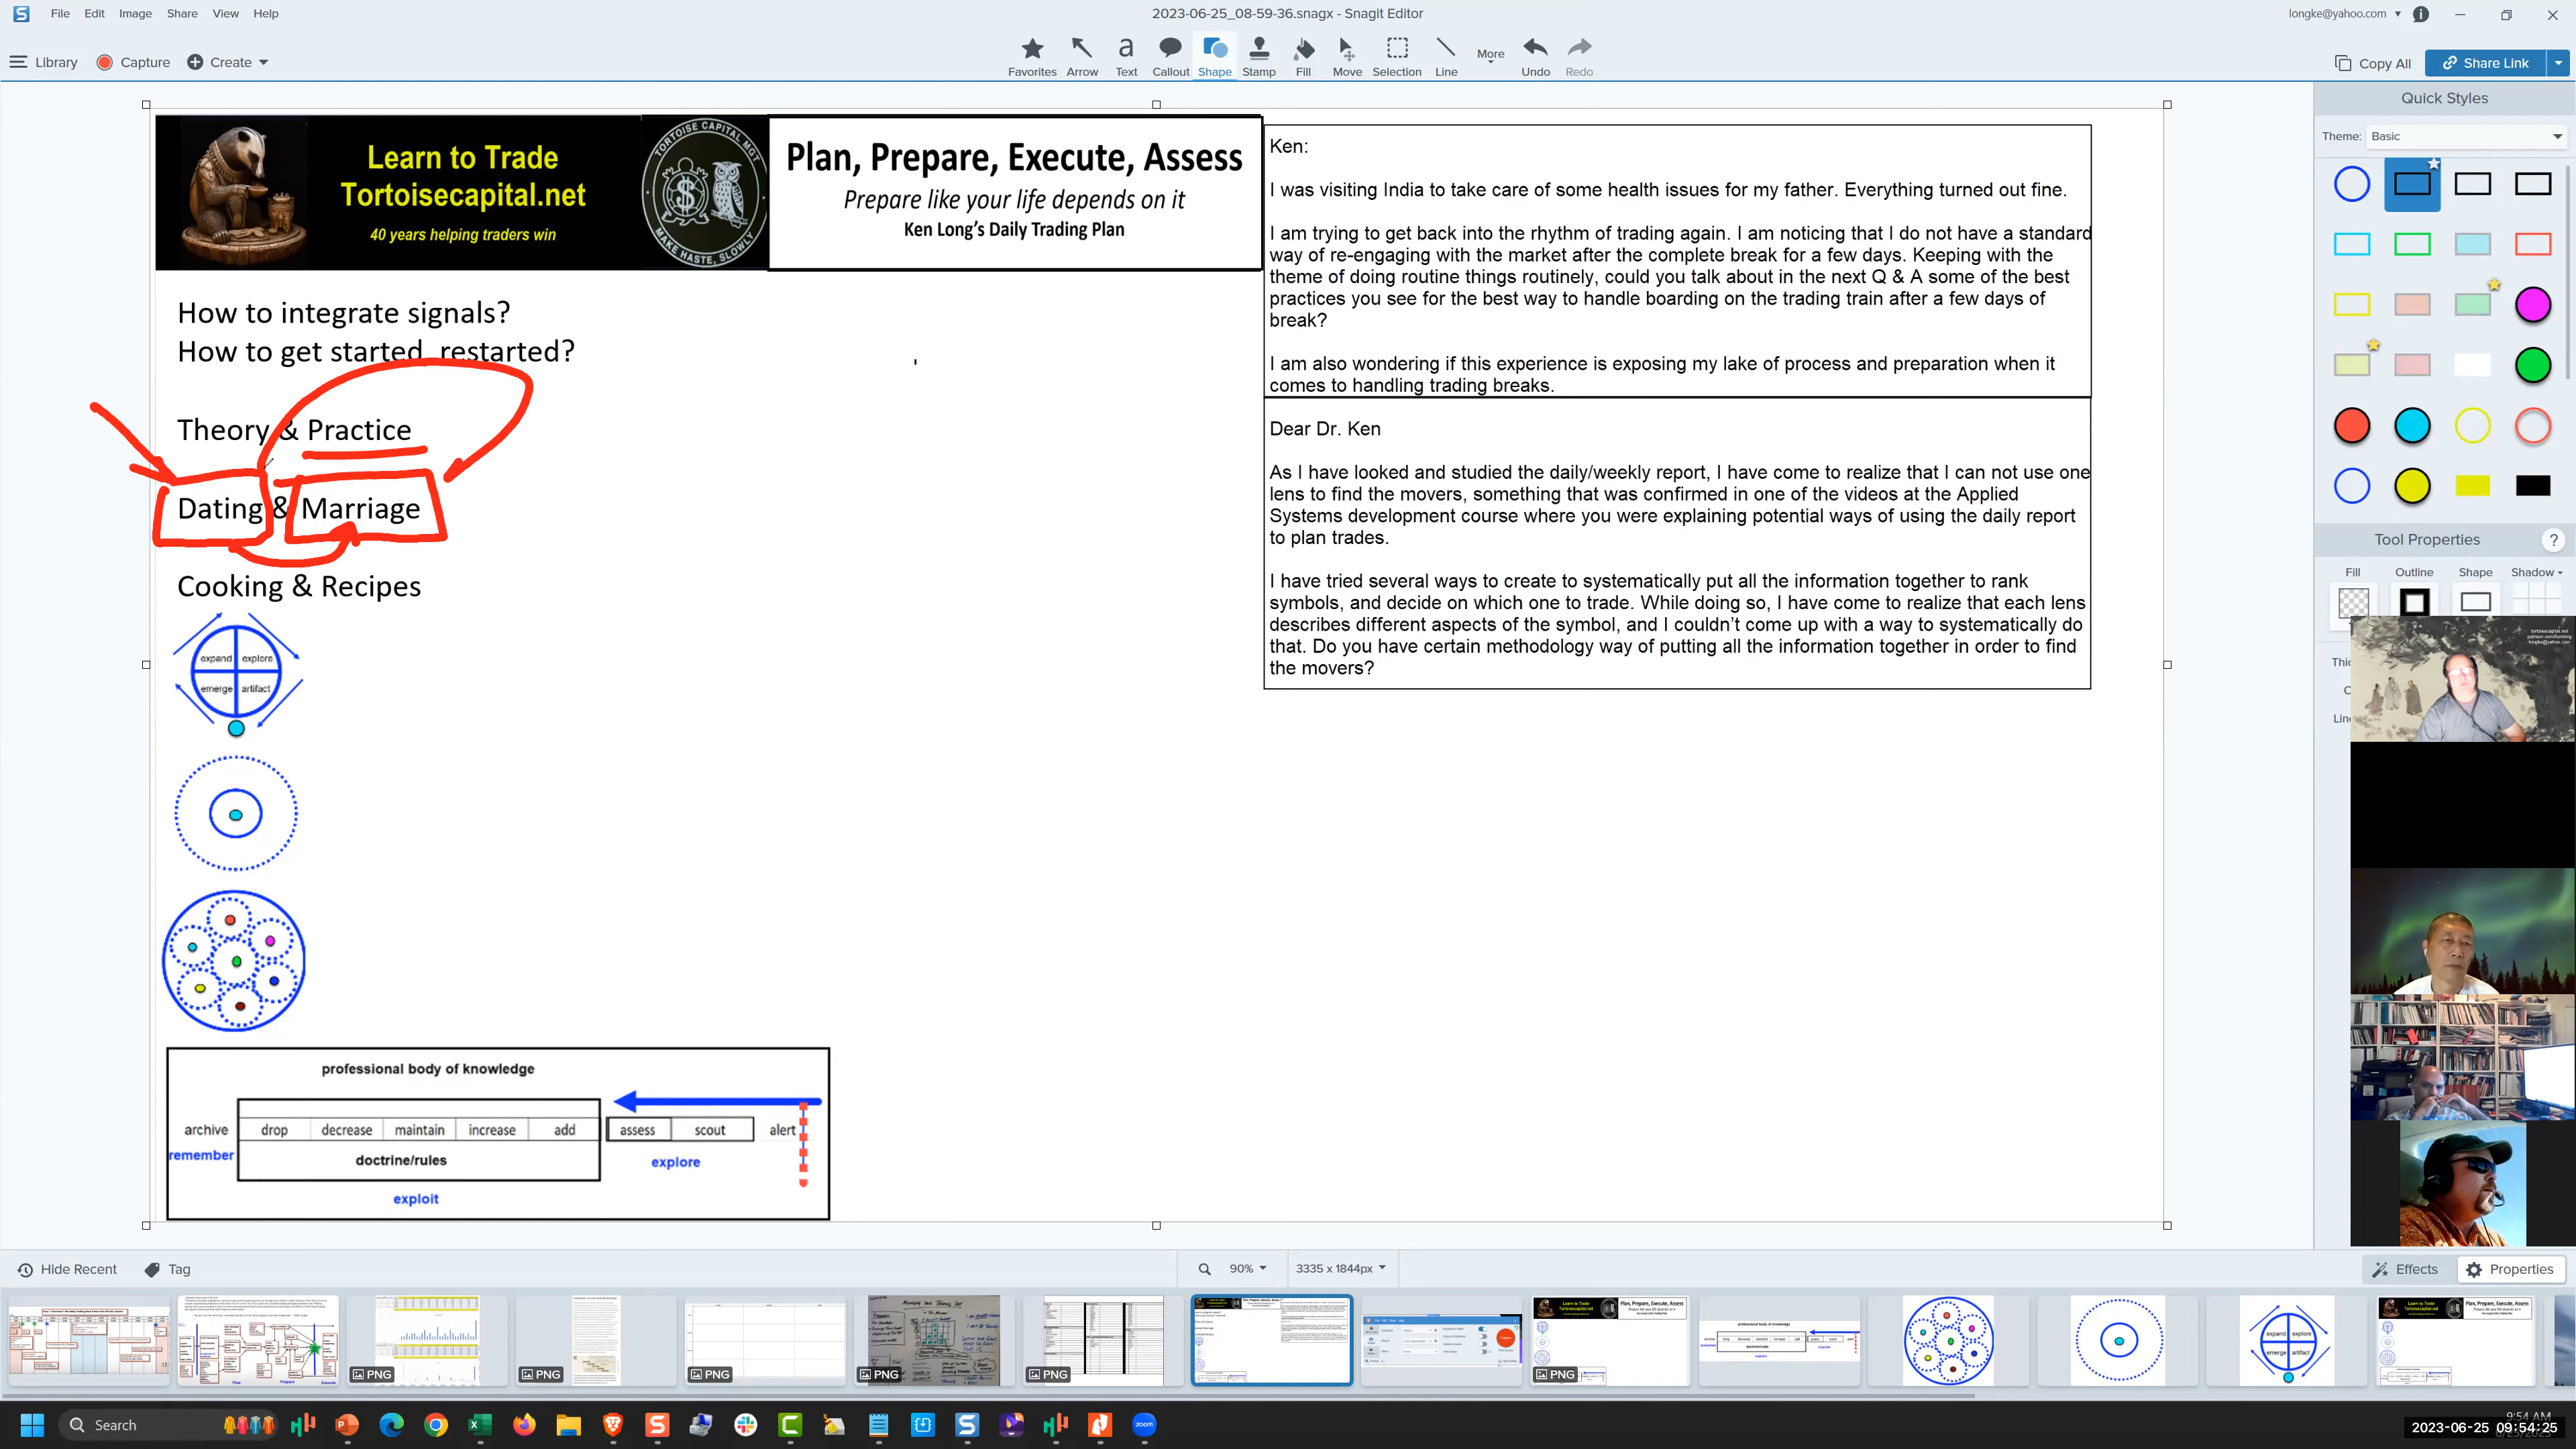 2023-06-25_08-59-36.snagx - Snagit Editor
longke@yahoo.com
File Edit Image Share View Help
Library Capture Create
Favorites Arrow Text Callout Shape Stamp Fill Move Selection Line More Undo Redo
Copy All Share Link
Learn to Trade
Tortoisecapital.net
40 years helping traders win
TORTOISE CAPITAL MGT
MAKE HASTE, SLOWLY
Plan, Prepare, Execute, Assess
Prepare like your life depends on it
Ken Long's Daily Trading Plan
How to integrate signals?
How to get started, restarted?
Theory & Practice
Dating & Marriage
Cooking & Recipes
expand explore
emerge artifact
professional body of knowledge
archive drop decrease maintain increase add assess scout alert
remember doctrine/rules explore
exploit
Ken:
I was visiting India to take care of some health issues for my father. Everything turned out fine.
I am trying to get back into the rhythm of trading again. I am noticing that I do not have a standard
way of re-engaging with the market after the complete break for a few days. Keeping with the
theme of doing routine things routinely, could you talk about in the next Q & A some of the best
practices you see for the best way to handle boarding on the trading train after a few days of
break?
I am also wondering if this experience is exposing my lake of process and preparation when it
comes to handling trading breaks.
Dear Dr. Ken
As I have looked and studied the daily/weekly report, I have come to realize that I can not use one
lens to find the movers, something that was confirmed in one of the videos at the Applied
Systems development course where you were explaining potential ways of using the daily report
to plan trades.
I have tried several ways to create to systematically put all the information together to rank
symbols, and decide on which one to trade. While doing so, I have come to realize that each lens
describes different aspects of the symbol, and I couldn't come up with a way to systematically do
that. Do you have certain methodology way of putting all the information together in order to find
the movers?
Quick Styles
Theme: Basic
Tool Properties
?
Fill Outline Shape Shadow
tortoisecapital.net
longke@yahoo.com
Hide Recent Tag
90% 3335 x 1844px
Effects Properties
PNG PNG PNG PNG PNG PNG
Search
zoom
9:54 AM
2023-06-25 09:54:25